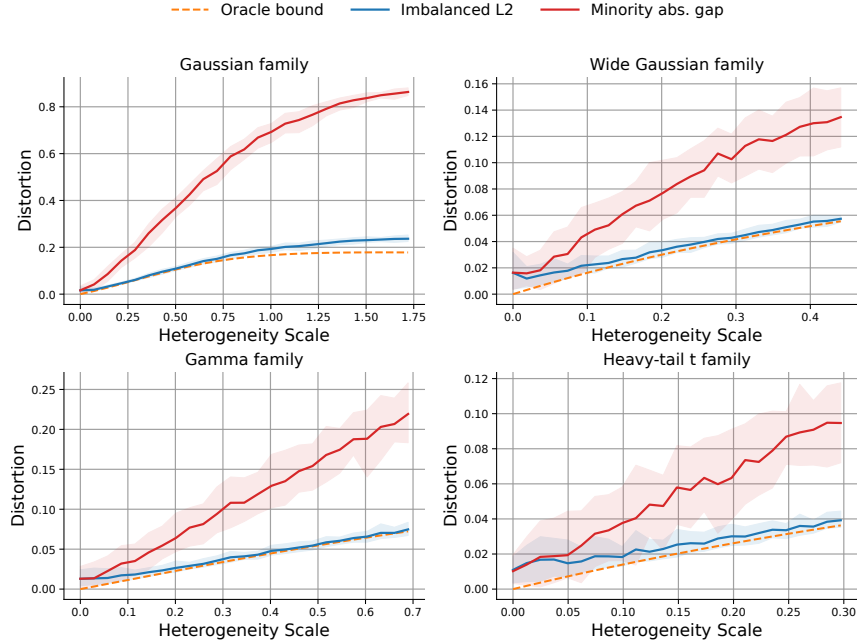 Oracle bound Imbalanced L2 Minority abs. gap
Gaussian family
Distortion
0.8
0.6
0.4
0.2
0.0
0.00 0.25 0.50 0.75 1.00 1.25 1.50 1.75
Heterogeneity Scale
Wide Gaussian family
Distortion
0.16
0.14
0.12
0.10
0.08
0.06
0.04
0.02
0.00
0.0 0.1 0.2 0.3 0.4
Heterogeneity Scale
Gamma family
Distortion
0.25
0.20
0.15
0.10
0.05
0.00
0.0 0.1 0.2 0.3 0.4 0.5 0.6 0.7
Heterogeneity Scale
Heavy-tail t family
Distortion
0.12
0.10
0.08
0.06
0.04
0.02
0.00
0.00 0.05 0.10 0.15 0.20 0.25 0.30
Heterogeneity Scale